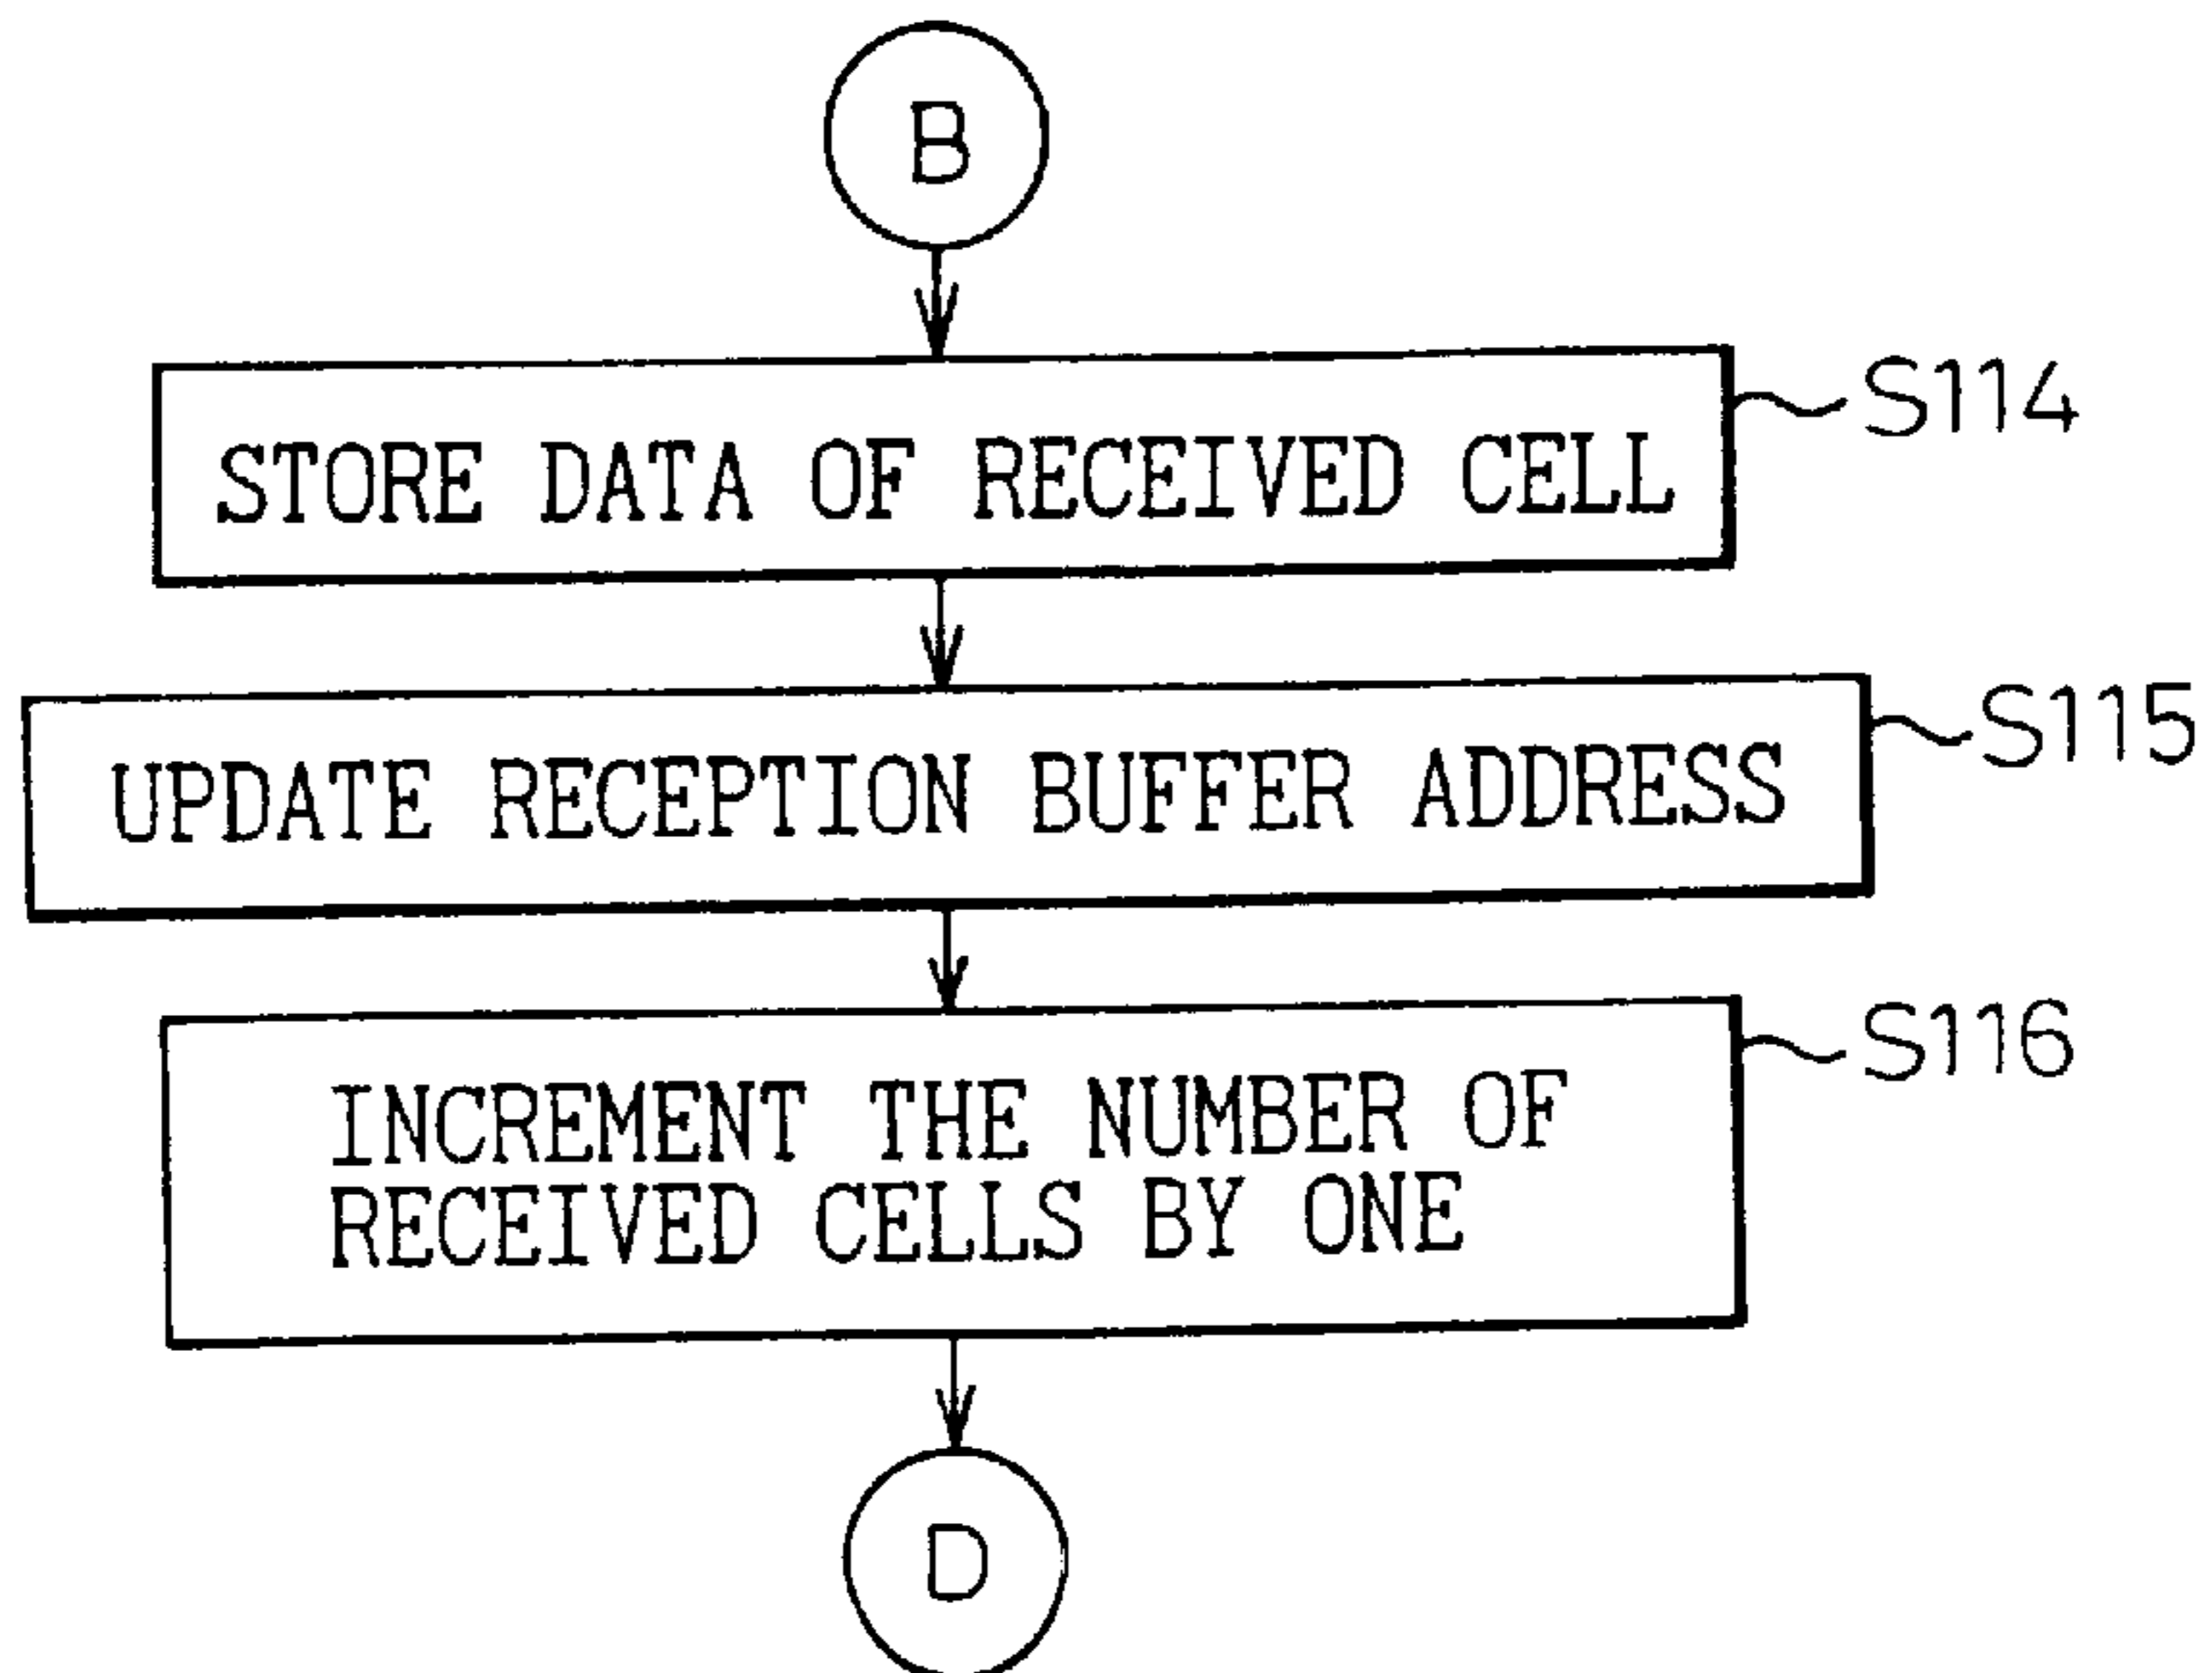 B
STORE DATA OF RECEIVED CELL
S114
UPDATE RECEPTION BUFFER ADDRESS
S115
INCREMENT THE NUMBER OF
RECEIVED CELLS BY ONE
S116
D